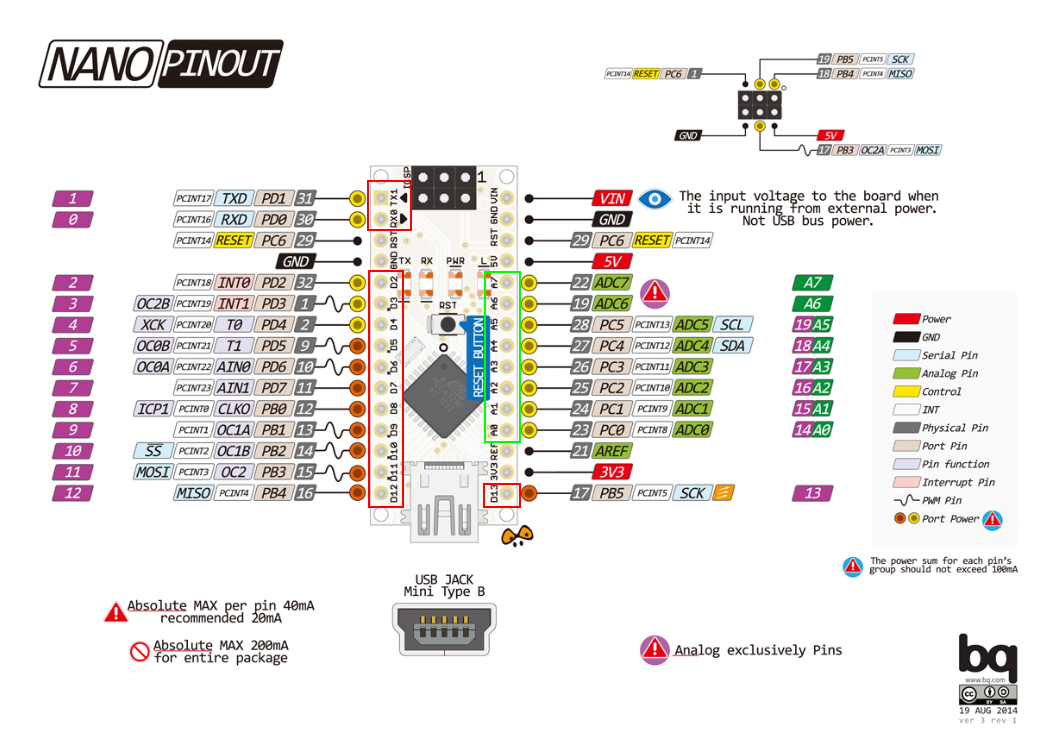 NANO PINOUT
19 PB5 PCINT5 SCK
PCINT14 RESET PC6 1
18 PB4 PCINT4 MISO
GND
5V
17 PB3 OC2A PCINT3 MOSI
ICSP
1
1 PCINT17 TXD PD1 31 TX1 VIN VIN
0 PCINT16 RXD PD0 30 RX0 GND GND
The input voltage to the board when
it is running from external power.
Not USB bus power.
PCINT14 RESET PC6 29 RST RST 29 PC6 RESET PCINT14
GND GND 5V 5V
TX RX PWR L
2 PCINT18 INT0 PD2 32 D2 A7 22 ADC7 A7
3 OC2B PCINT19 INT1 PD3 1 D3 A6 19 ADC6 A6
RST
4 XCK PCINT20 T0 PD4 2 D4 A5 28 PC5 PCINT13 ADC5 SCL 19 A5
5 OC0B PCINT21 T1 PD5 9 D5 A4 27 PC4 PCINT12 ADC4 SDA 18 A4
6 OC0A PCINT22 AIN0 PD6 10 D6 A3 26 PC3 PCINT11 ADC3 17 A3
RESET BUTTON
7 PCINT23 AIN1 PD7 11 D7 A2 25 PC2 PCINT10 ADC2 16 A2
8 ICP1 PCINT0 CLKO PB0 12 D8 A1 24 PC1 PCINT9 ADC1 15 A1
9 PCINT1 OC1A PB1 13 D9 A0 23 PC0 PCINT8 ADC0 14 A0
10 SS PCINT2 OC1B PB2 14 D10 REF 21 AREF
11 MOSI PCINT3 OC2 PB3 15 D11 3V3 3V3
12 MISO PCINT4 PB4 16 D12 D13 17 PB5 PCINT5 SCK 13
Power
GND
Serial Pin
Analog Pin
Control
INT
Physical Pin
Port Pin
Pin function
Interrupt Pin
PWM Pin
Port Power
The power sum for each pin's
group should not exceed 100mA
USB JACK
Mini Type B
Absolute MAX per pin 40mA
recommended 20mA
Absolute MAX 200mA
for entire package
Analog exclusively Pins
bq
www.bq.com
cc BY SA
19 AUG 2014
ver 3 rev 1